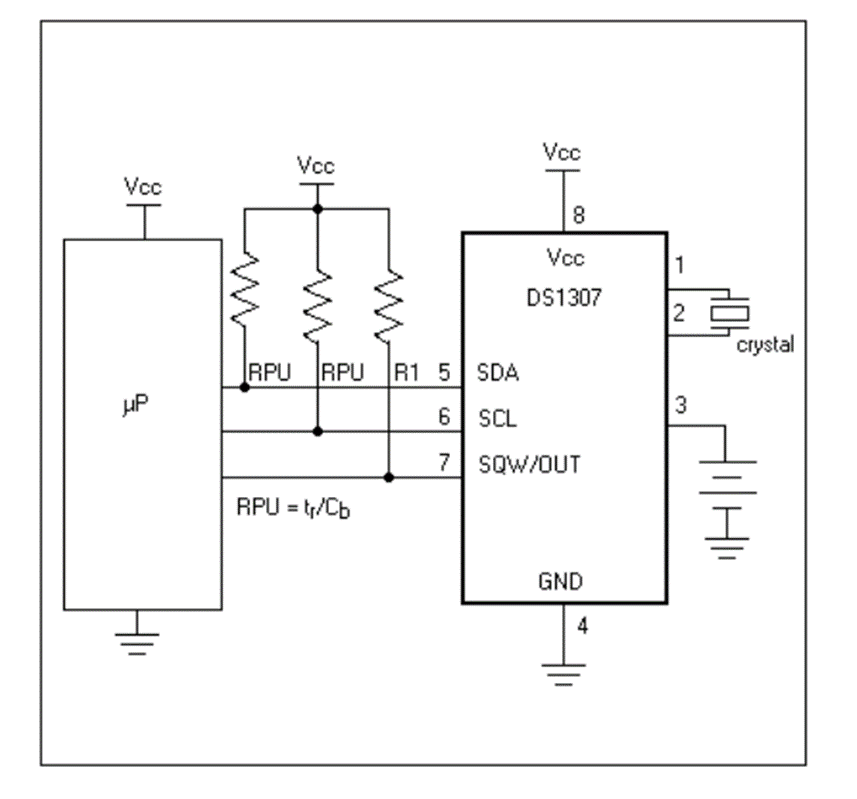 Vcc
Vcc
Vcc
8
Vcc
DS1307
1
2
crystal
RPU RPU R1 5 SDA
µP
6 SCL
3
7 SQW/OUT
RPU = tr/Cb
GND
4